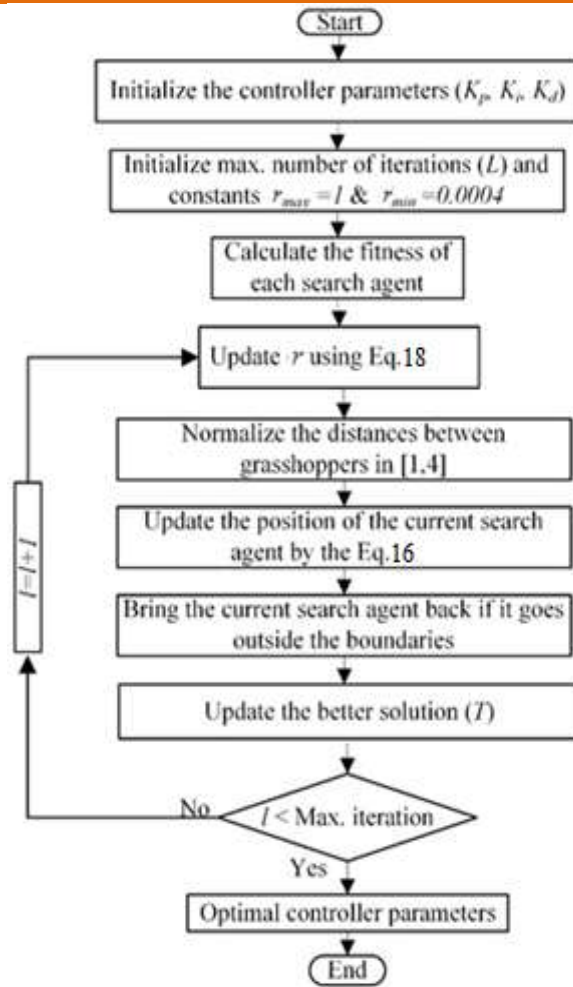 Start
Initialize the controller parameters (Kp, Ki, Kd)
Initialize max. number of iterations (L) and
constants rmax=1 & rmin=0.0004
Calculate the fitness of
each search agent
Update r using Eq.18
Normalize the distances between
grasshoppers in [1,4]
Update the position of the current search
agent by the Eq.16
l=l+1
Bring the current search agent back if it goes
outside the boundaries
Update the better solution (T)
No
l < Max. iteration
Yes
Optimal controller parameters
End